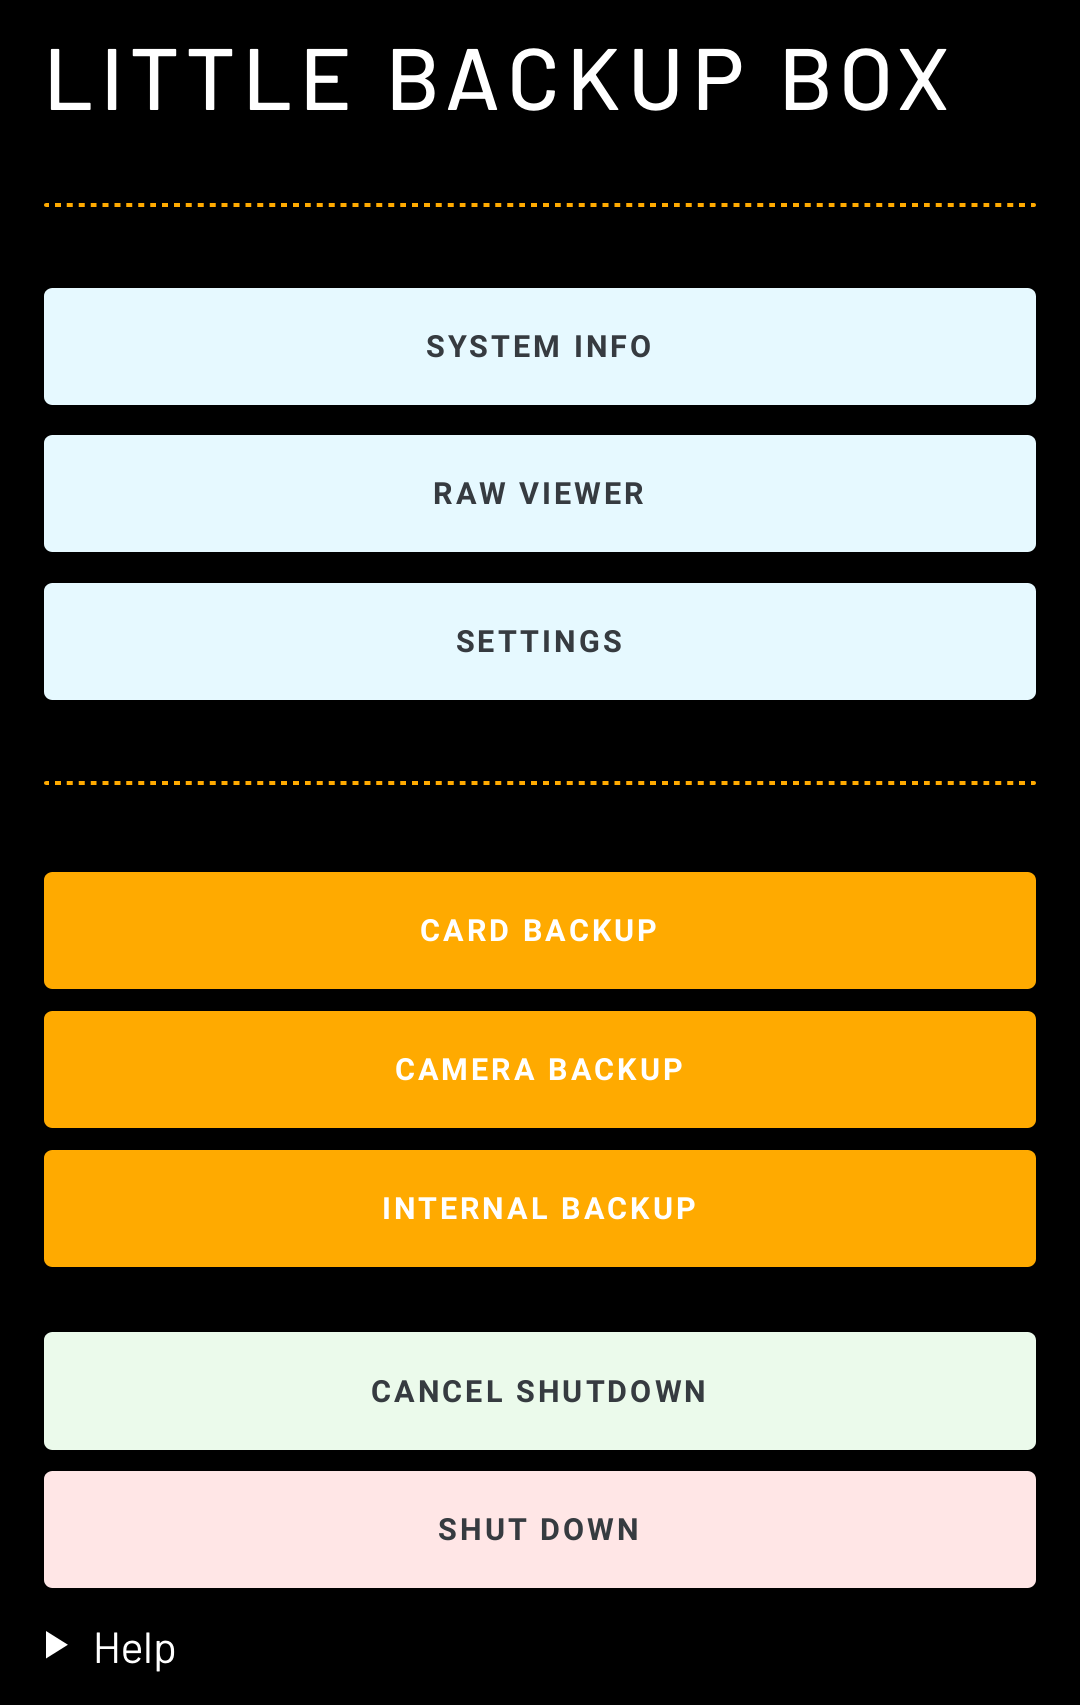 LITTLE BACKUP BOX
SYSTEM INFO
RAW VIEWER
SETTINGS
CARD BACKUP
CAMERA BACKUP
INTERNAL BACKUP
CANCEL SHUTDOWN
SHUT DOWN
Help